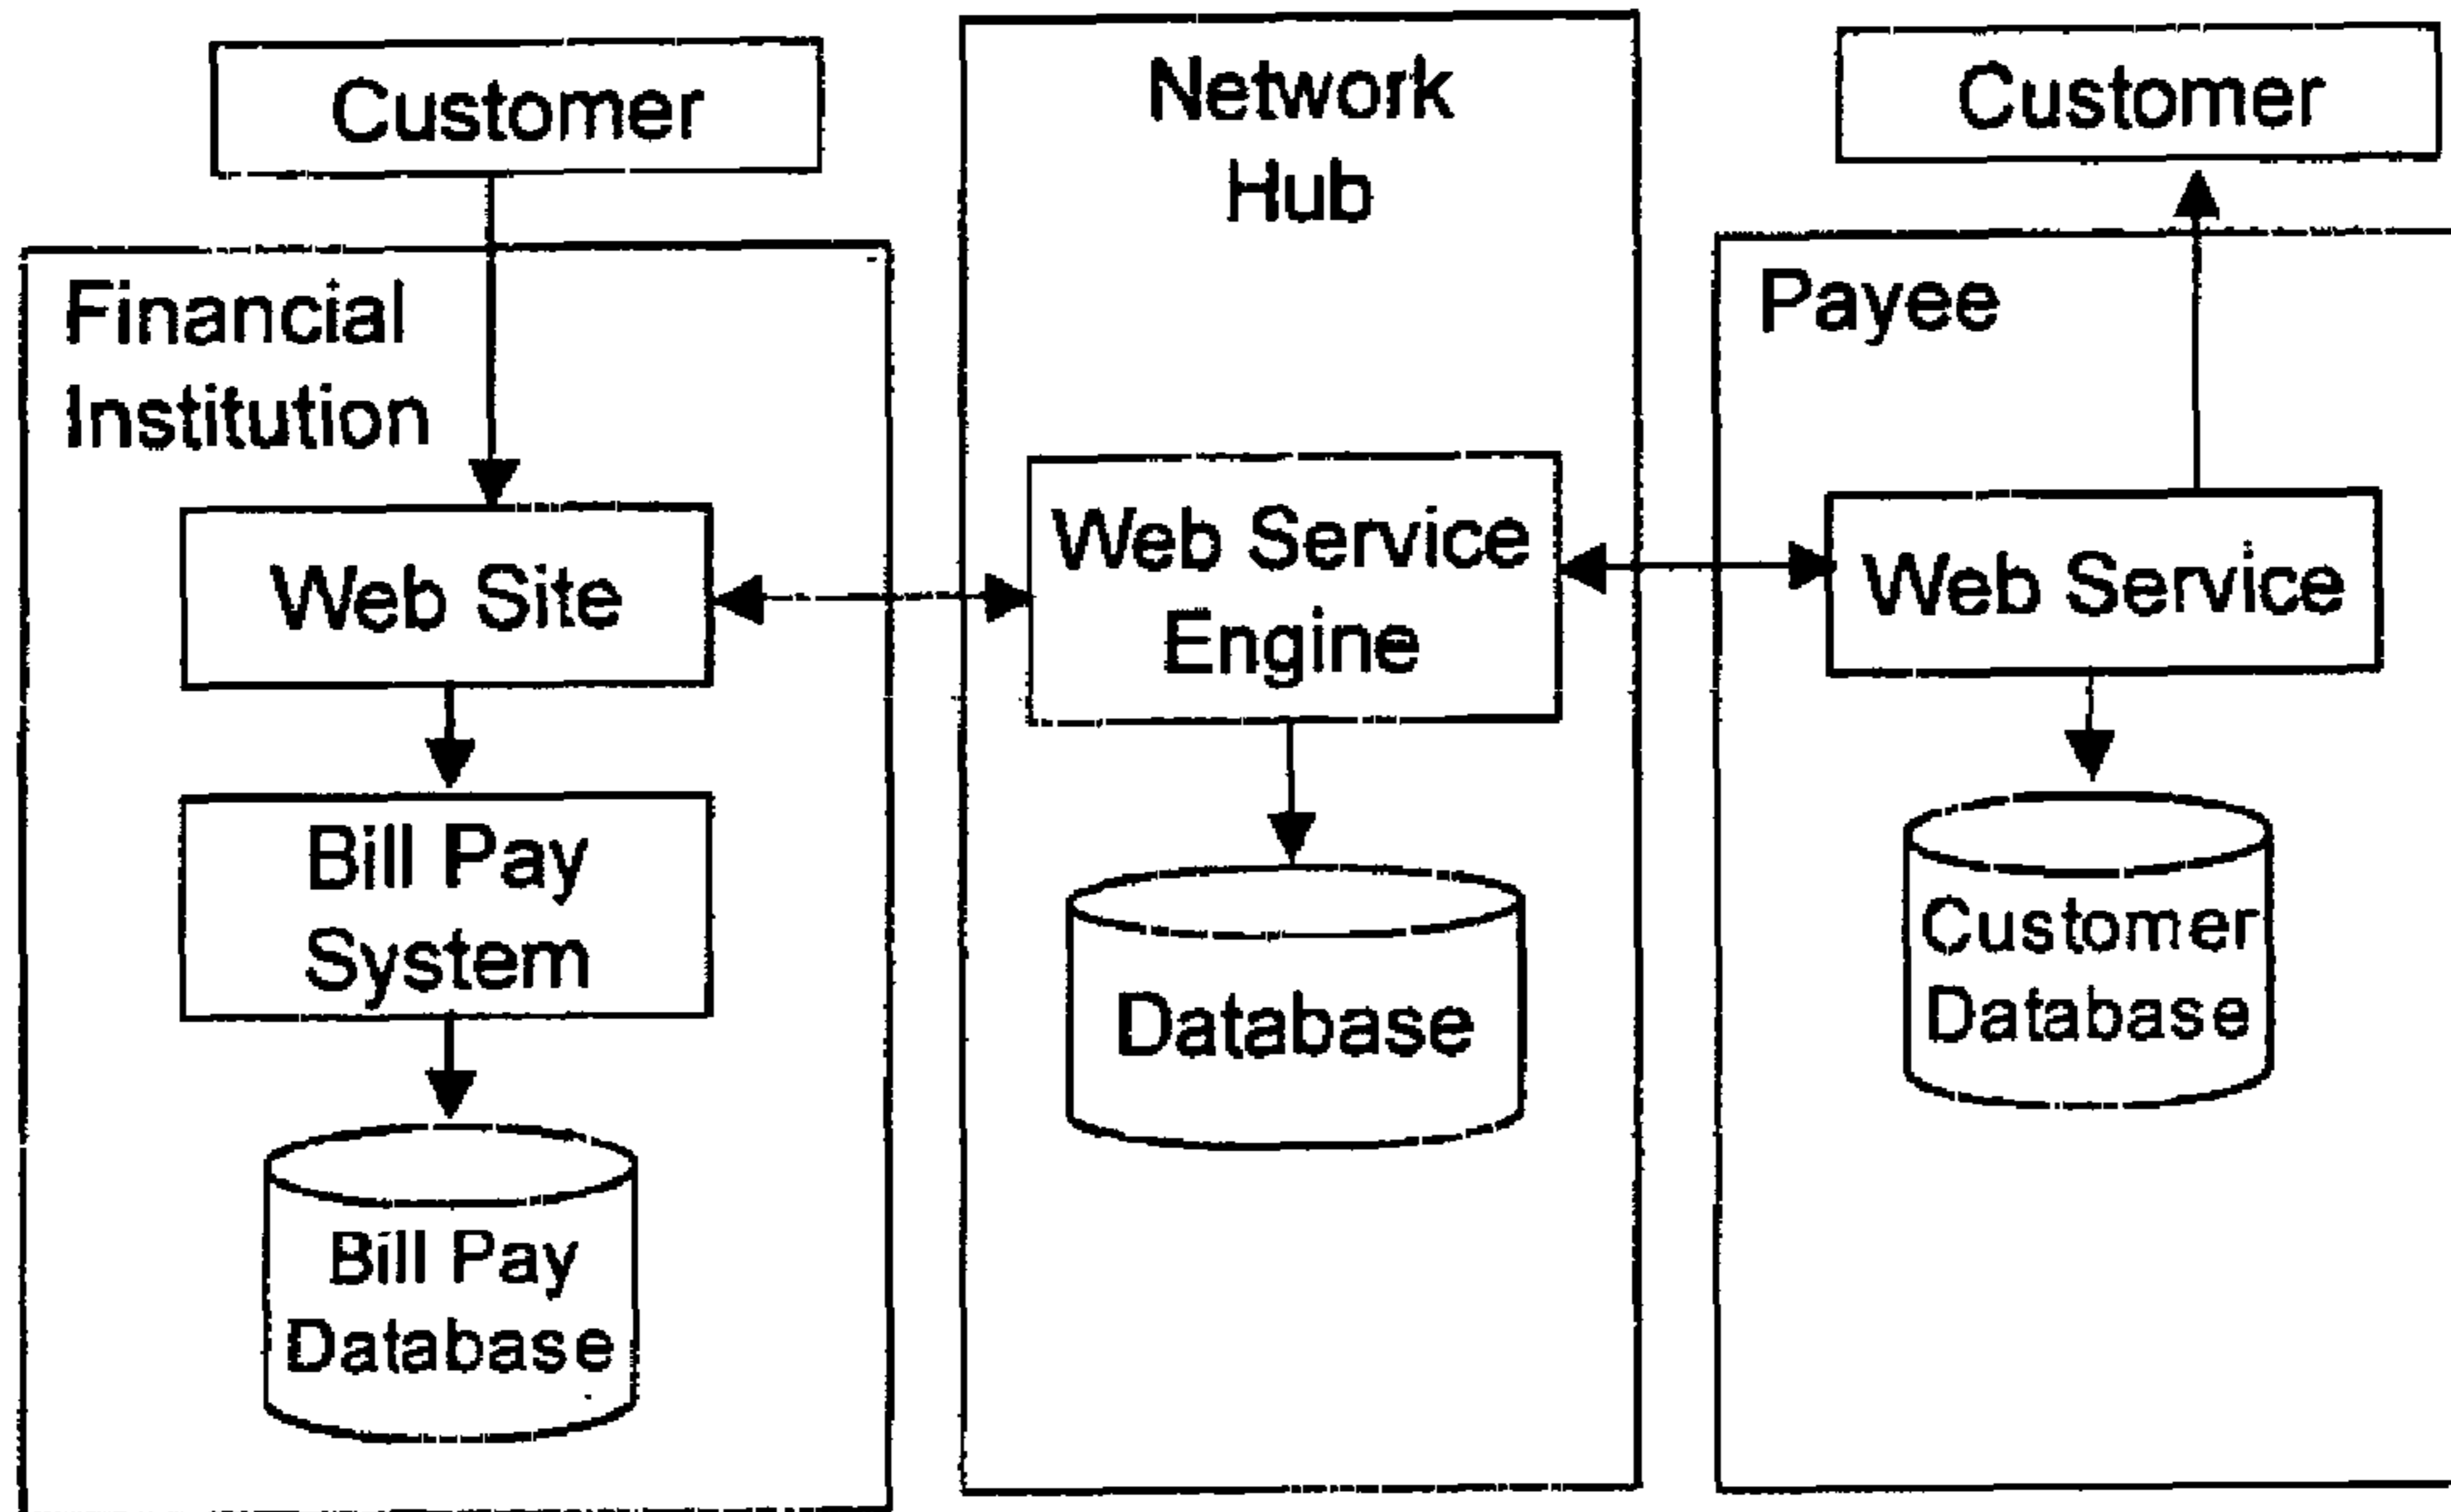 Customer
Financial
Institution
Web Site
Bill Pay
System
Bill Pay
Database
Network
Hub
Web Service
Engine
Database
Customer
Payee
Web Service
Customer
Database